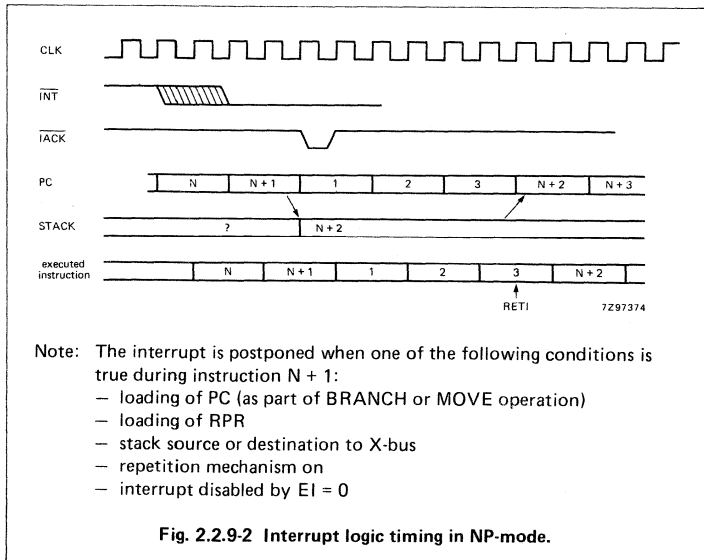 CLK
INT
IACK
PC N N + 1 1 2 3 N + 2 N + 3
STACK ? N + 2
executed
instruction N N + 1 1 2 3 N + 2
RETI 7Z97374
Note: The interrupt is postponed when one of the following conditions is
true during instruction N + 1:
— loading of PC (as part of BRANCH or MOVE operation)
— loading of RPR
— stack source or destination to X-bus
— repetition mechanism on
— interrupt disabled by EI = 0
Fig. 2.2.9-2 Interrupt logic timing in NP-mode.